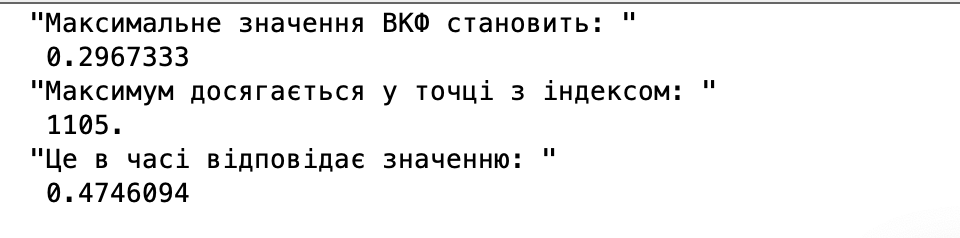 "Максимальне значення ВКФ становить: "
0.2967333
"Максимум досягається у точці з індексом: "
1105.
"Це в часі відповідає значенню: "
0.4746094